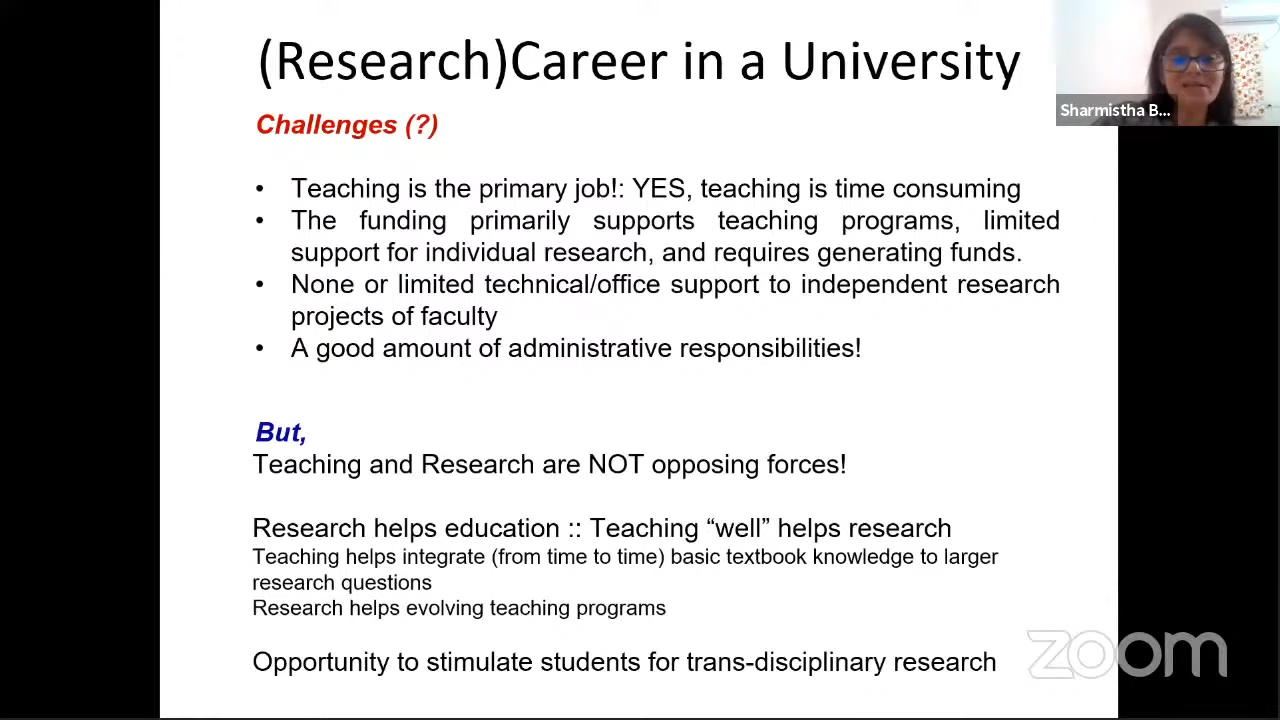 (Research)Career in a University
Sharmistha B...
Challenges (?)
• Teaching is the primary job!: YES, teaching is time consuming
• The funding primarily supports teaching programs, limited
support for individual research, and requires generating funds.
• None or limited technical/office support to independent research
projects of faculty
• A good amount of administrative responsibilities!
But,
Teaching and Research are NOT opposing forces!
Research helps education :: Teaching “well” helps research
Teaching helps integrate (from time to time) basic textbook knowledge to larger
research questions
Research helps evolving teaching programs
Opportunity to stimulate students for trans-disciplinary research
zoom